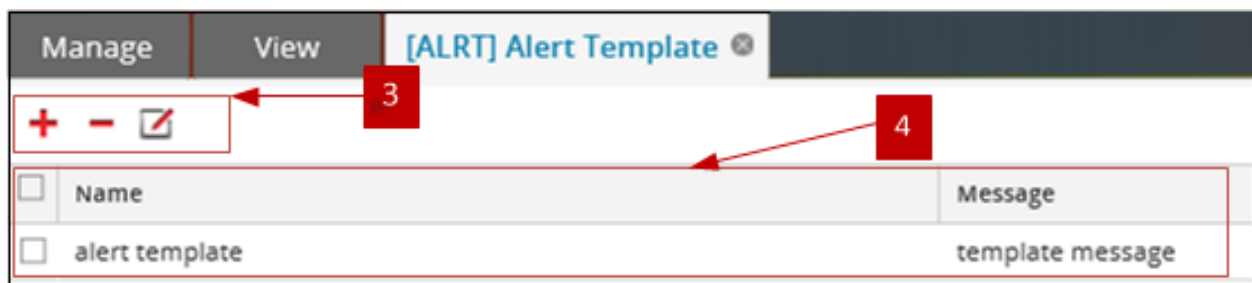 Manage View [ALRT] Alert Template
3
4
Name Message
alert template template message